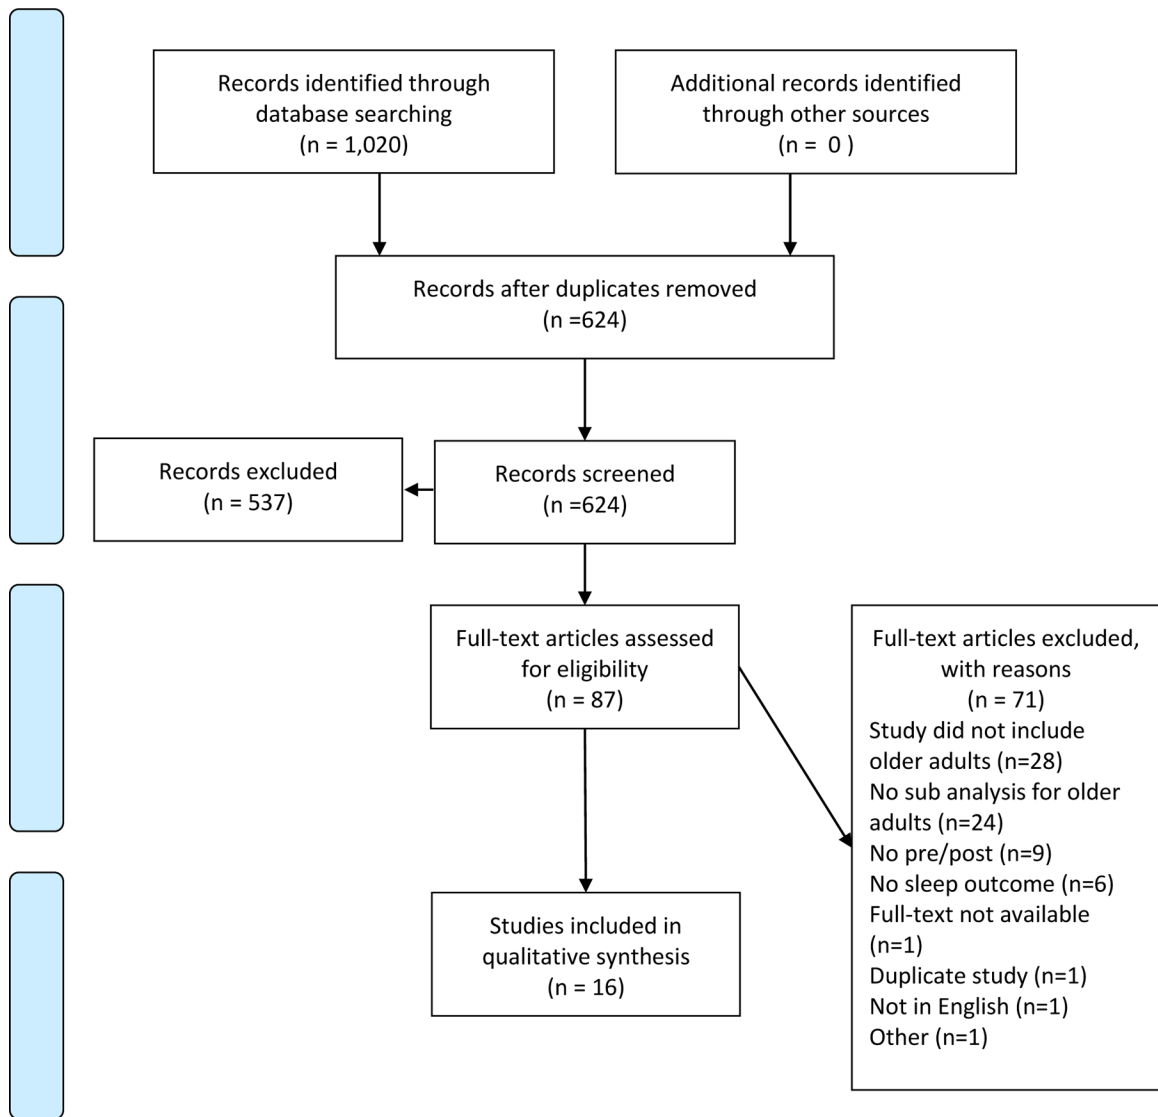 Records identified through
database searching
(n = 1,020)
Additional records identified
through other sources
(n =  0 )
Records after duplicates removed
(n =624)
Records excluded
(n = 537)
Records screened
(n =624)
Full-text articles assessed
for eligibility
(n = 87)
Full-text articles excluded,
with reasons
(n = 71)
Study did not include
older adults (n=28)
No sub analysis for older
adults (n=24)
No pre/post (n=9)
No sleep outcome (n=6)
Full-text not available
(n=1)
Duplicate study (n=1)
Not in English (n=1)
Other (n=1)
Studies included in
qualitative synthesis
(n = 16)